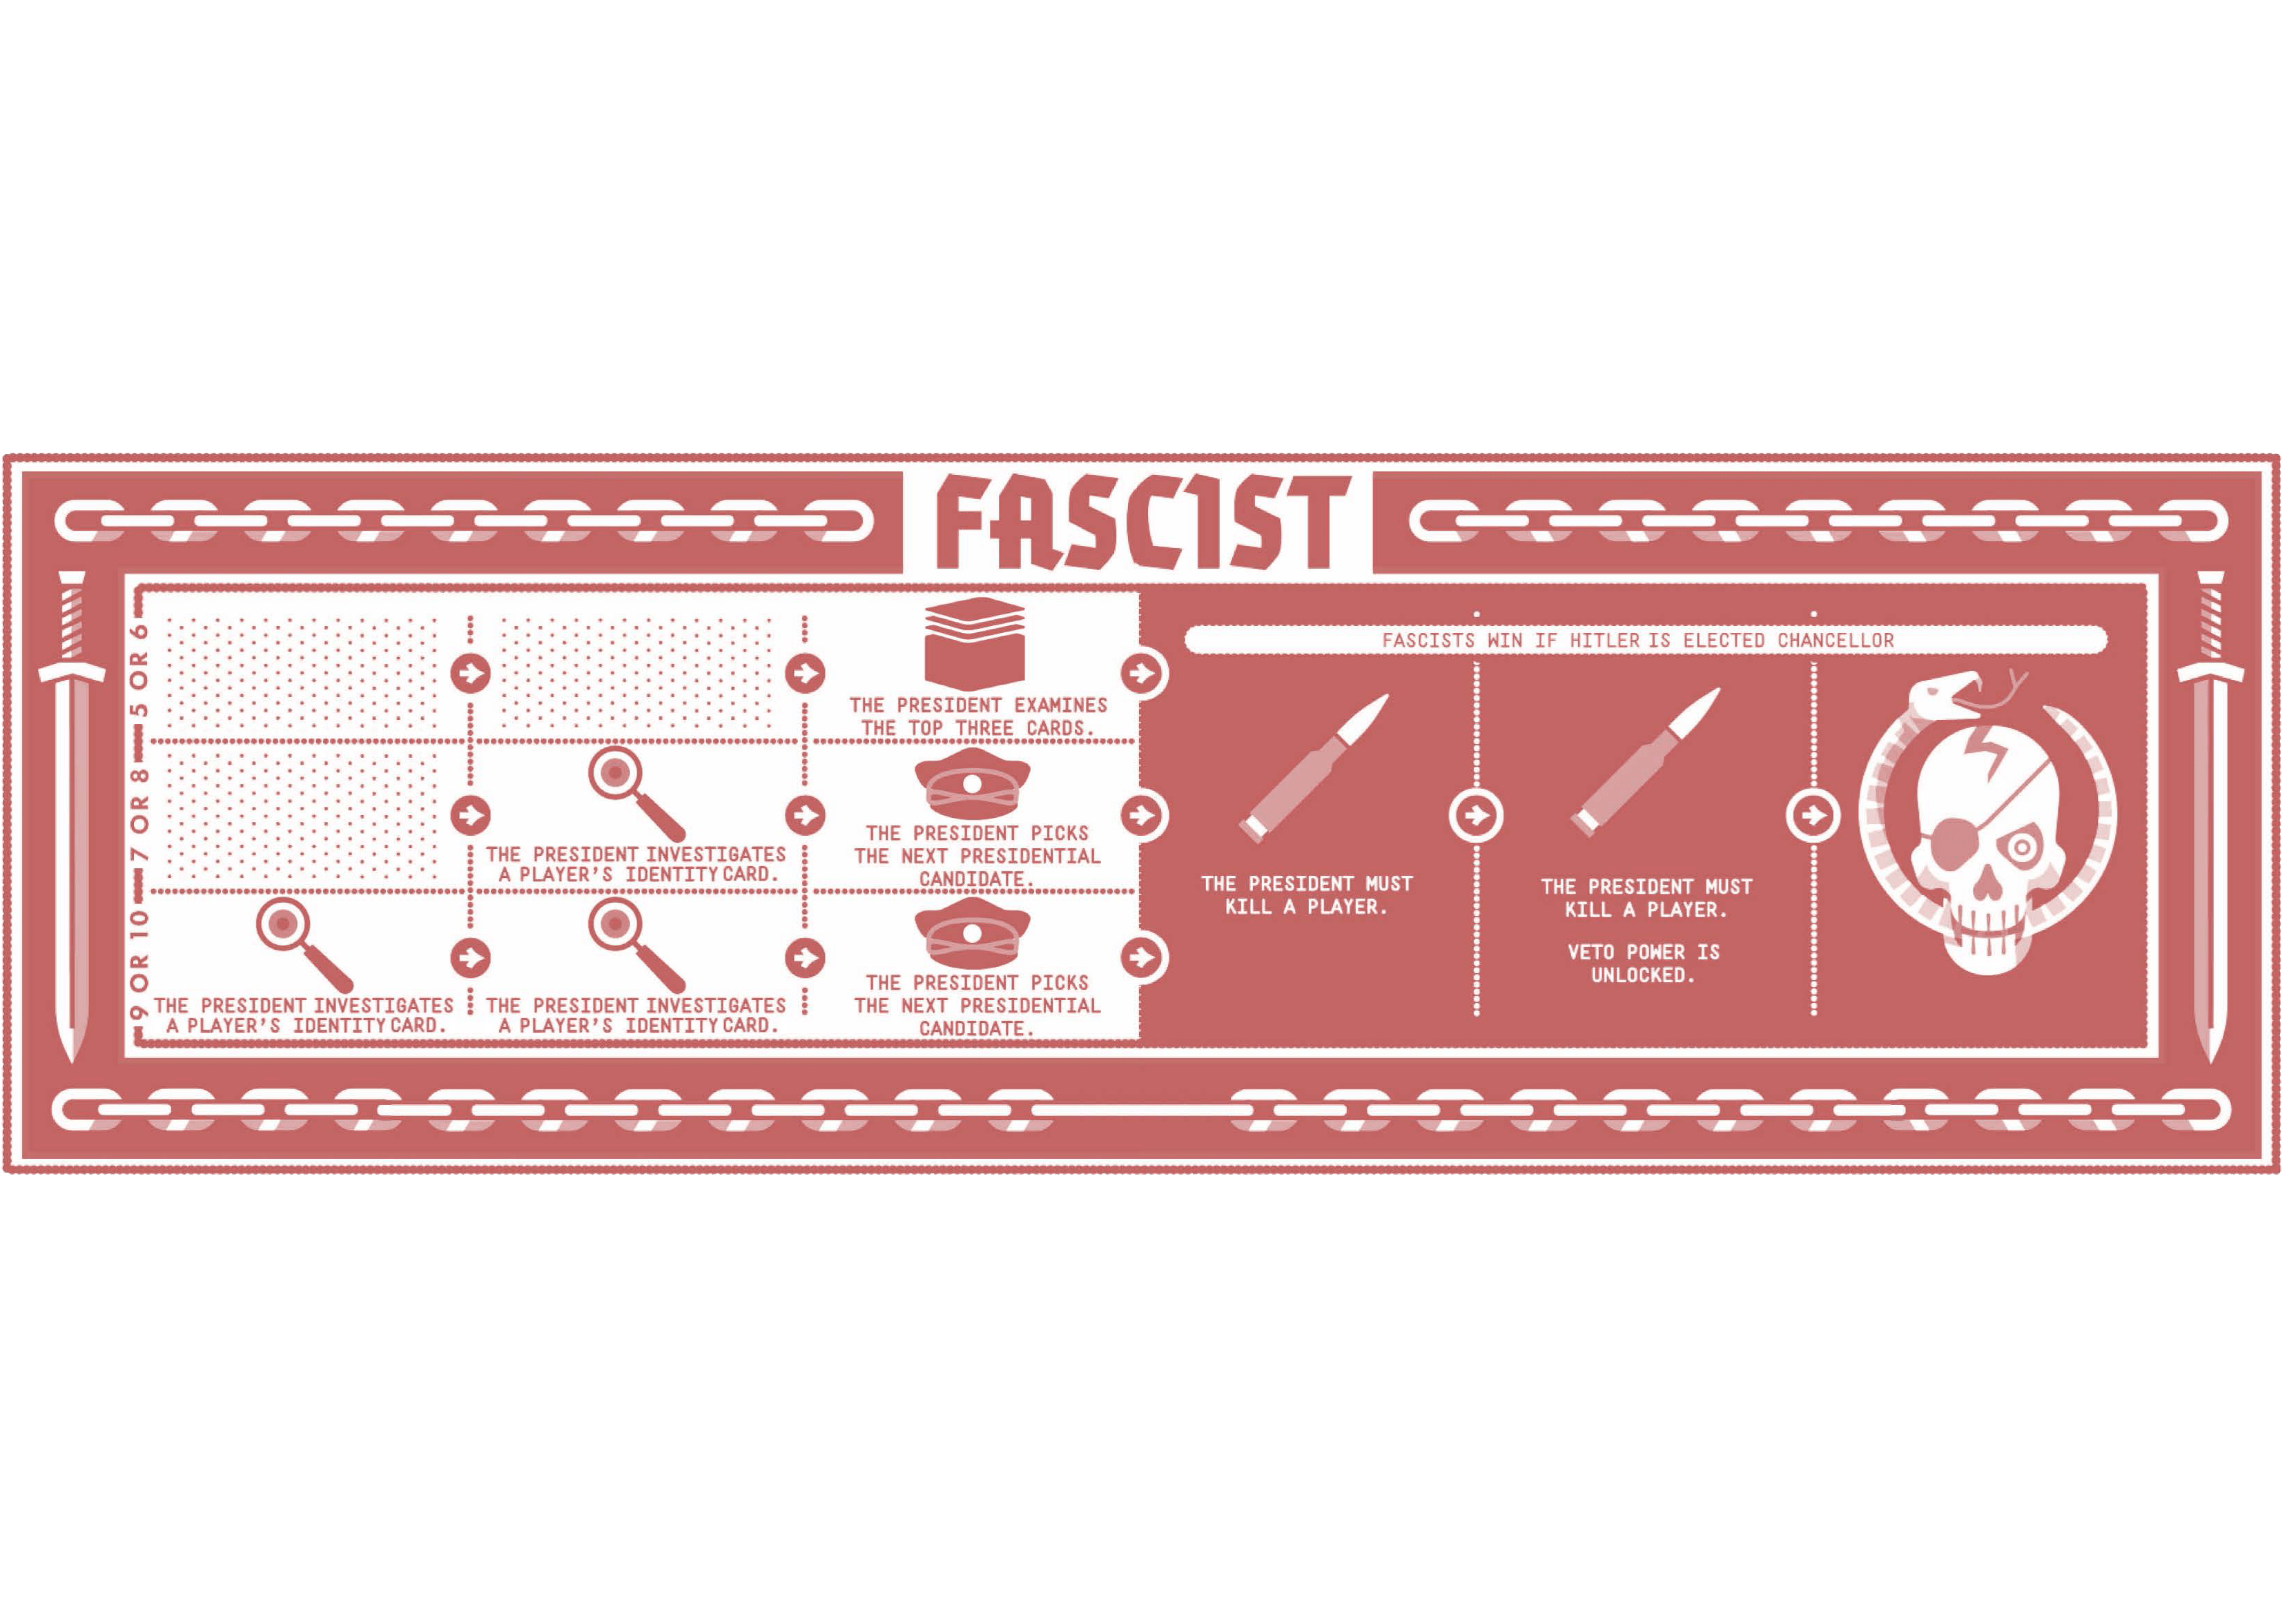 FASCIST
5 OR 6
THE PRESIDENT EXAMINES
THE TOP THREE CARDS.
7 OR 8
THE PRESIDENT INVESTIGATES
A PLAYER'S IDENTITY CARD.
THE PRESIDENT PICKS
THE NEXT PRESIDENTIAL
CANDIDATE.
9 OR 10
THE PRESIDENT INVESTIGATES
A PLAYER'S IDENTITY CARD.
THE PRESIDENT INVESTIGATES
A PLAYER'S IDENTITY CARD.
THE PRESIDENT PICKS
THE NEXT PRESIDENTIAL
CANDIDATE.
FASCISTS WIN IF HITLER IS ELECTED CHANCELLOR
THE PRESIDENT MUST
KILL A PLAYER.
THE PRESIDENT MUST
KILL A PLAYER.
VETO POWER IS
UNLOCKED.